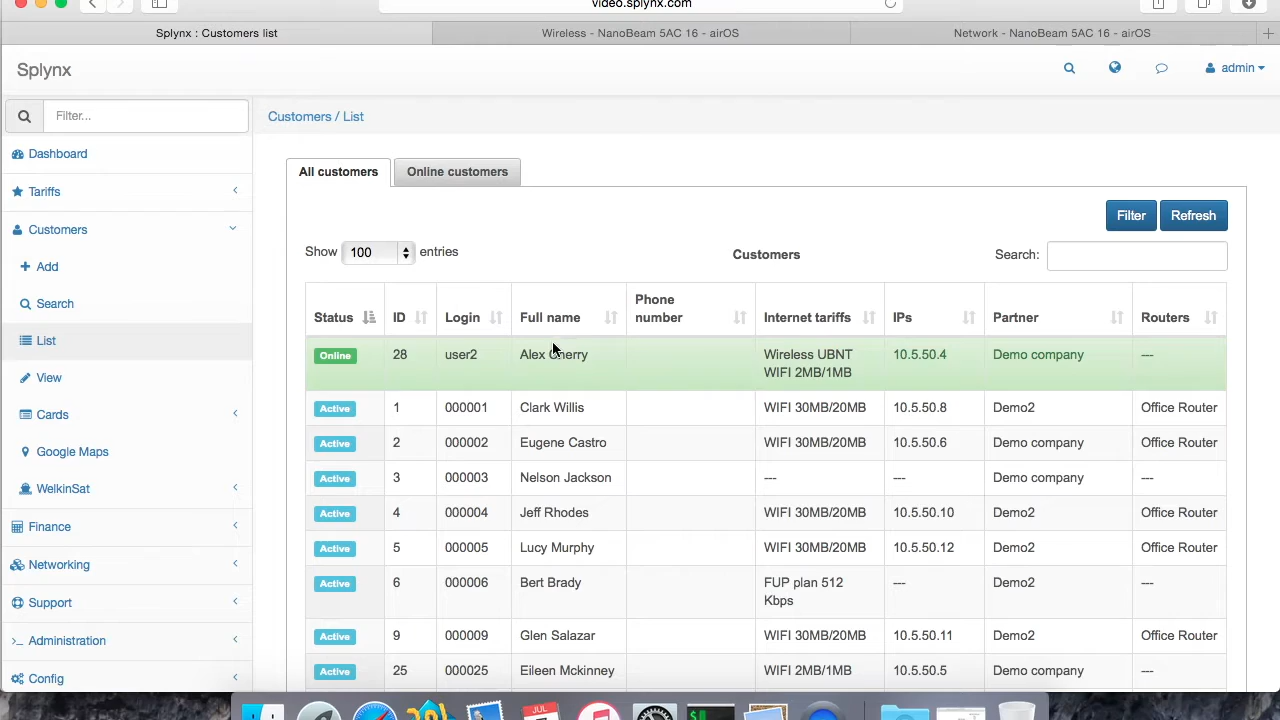 video.splynx.com
Splynx : Customers list
Wireless - NanoBeam 5AC 16 - airOS
Network - NanoBeam 5AC 16 - airOS
Splynx
admin
Filter...
Customers / List
Dashboard
Tariffs
Customers
Add
Search
List
View
Cards
Google Maps
WelkinSat
Finance
Networking
Support
Administration
Config
All customers
Online customers
Filter
Refresh
Show 100 entries
Customers
Search:
Status ID Login Full name Phone number Internet tariffs IPs Partner Routers
Online 28 user2 Alex Cherry Wireless UBNT WIFI 2MB/1MB 10.5.50.4 Demo company ---
Active 1 000001 Clark Willis WIFI 30MB/20MB 10.5.50.8 Demo2 Office Router
Active 2 000002 Eugene Castro WIFI 30MB/20MB 10.5.50.6 Demo company Office Router
Active 3 000003 Nelson Jackson --- --- Demo company ---
Active 4 000004 Jeff Rhodes WIFI 30MB/20MB 10.5.50.10 Demo2 Office Router
Active 5 000005 Lucy Murphy WIFI 30MB/20MB 10.5.50.12 Demo2 Office Router
Active 6 000006 Bert Brady FUP plan 512 Kbps --- Demo2 ---
Active 9 000009 Glen Salazar WIFI 30MB/20MB 10.5.50.11 Demo2 Office Router
Active 25 000025 Eileen Mckinney WIFI 2MB/1MB 10.5.50.5 Demo company ---
JUL